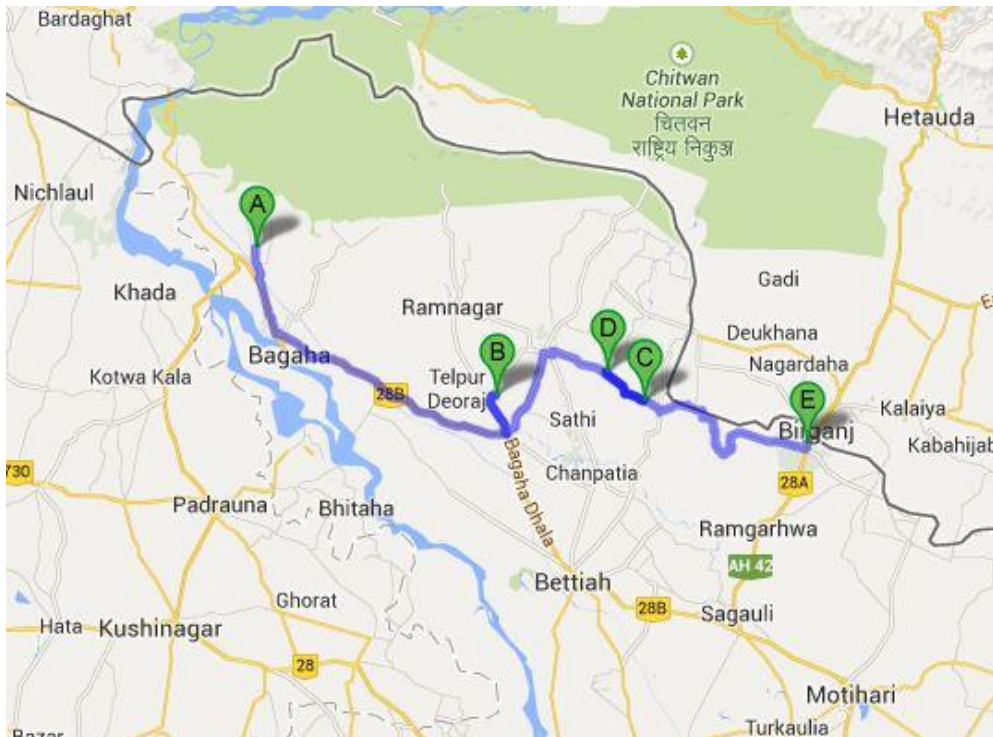 Bardaghat
Chitwan
National Park
चितवन
राष्ट्रिय निकुञ्ज
Hetauda
Nichlaul
A
Khada
Ramnagar
Gadi
Deukhana
D
Bagaha
B
C
Nagardaha
Kotwa Kala
28B
Telpur
Deoraj
E
Kalaiya
Sathi
Birganj
Kabahijab
730
Chanpatia
Bagaha Dhala
28A
Padrauna
Bhitaha
Ramgarhwa
AH 42
Bettiah
Ghorat
28B
Sagauli
Hata
Kushinagar
28
Motihari
Turkaulia
Bazar